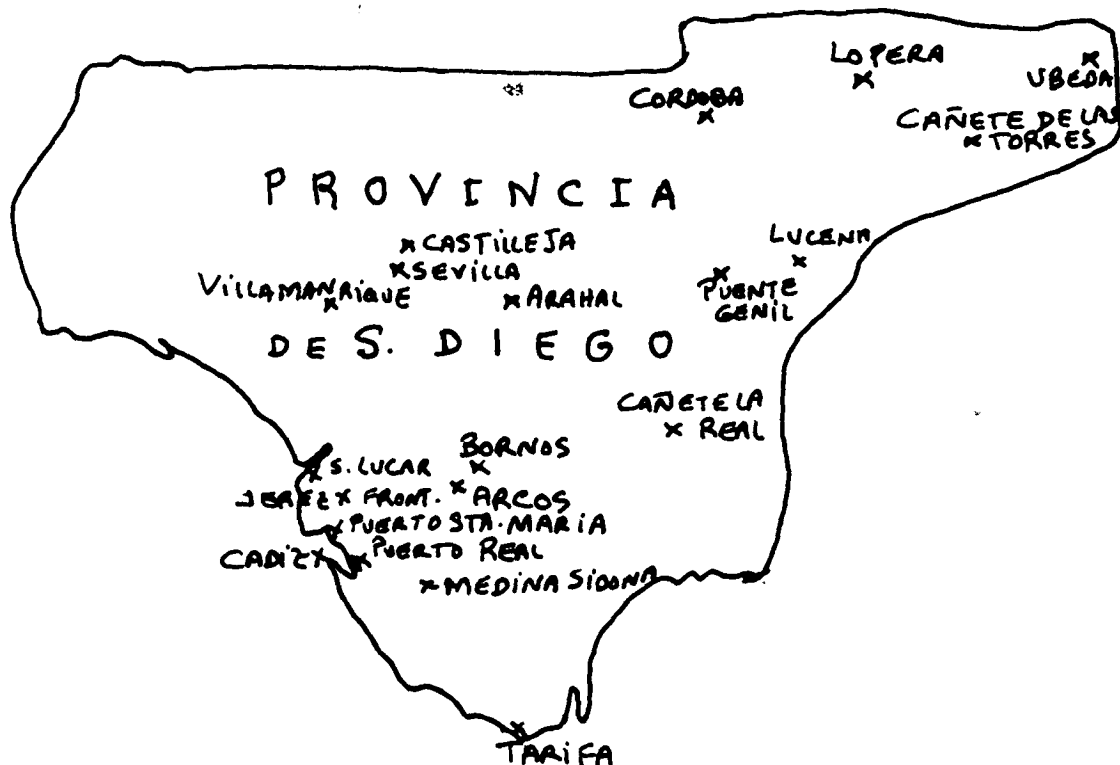 LOPERA
UBEDA
CORDOBA
CAÑETE DE LAS
TORRES
PROVINCIA
LUCENA
CASTILLEJA
SEVILLA
VILLAMANRIQUE
ARAHAL
PUENTE
GENIL
DE S. DIEGO
CAÑETE LA
REAL
BORNOS
S. LUCAR
JEREZ FRONT.
ARCOS
PUERTO STA. MARIA
CADIZ
PUERTO REAL
MEDINA SIDONA
TARIFA